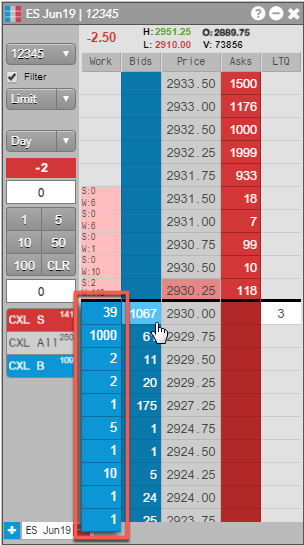 ES Jun19 | 12345
-2.50 H: 2951.25 O: 2889.75
L: 2910.00 V: 73856
12345 Work Bids Price Asks LTQ
Filter 2933.50 1500
Limit 2933.00 1176
2932.50 1000
Day 2932.25 1999
-2 2931.75 933
0 S:0 W:6 2931.50 18
1 5 S:0 W:6 2931.00 7
10 50 S:0 W:1 2930.75 99
100 CLR S:0 W:10 2930.50 10
0 S:2 2930.25 118
CXL S 141 39 1067 2930.00 3
CXL A11 250 1000 2929.75
CXL B 109 2 11 2929.50
2 20 2929.25
1 175 2927.25
5 1 2924.75
1 1 2924.50
10 5 2924.25
1 24 2924.00
ES Jun19 1 25 2923.75